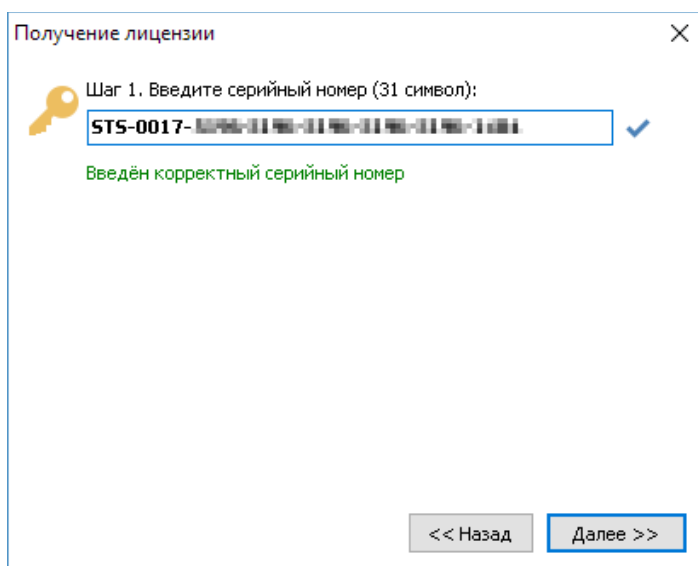 Получение лицензии
Шаг 1. Введите серийный номер (31 символ):
STS-0017-
Введён корректный серийный номер
<< Назад
Далее >>